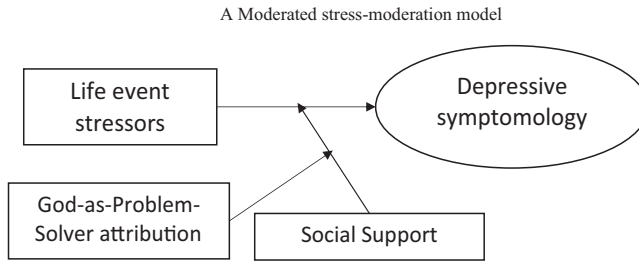 A Moderated stress-moderation model
Life event
stressors
Depressive
symptomology
God-as-Problem-
Solver attribution
Social Support